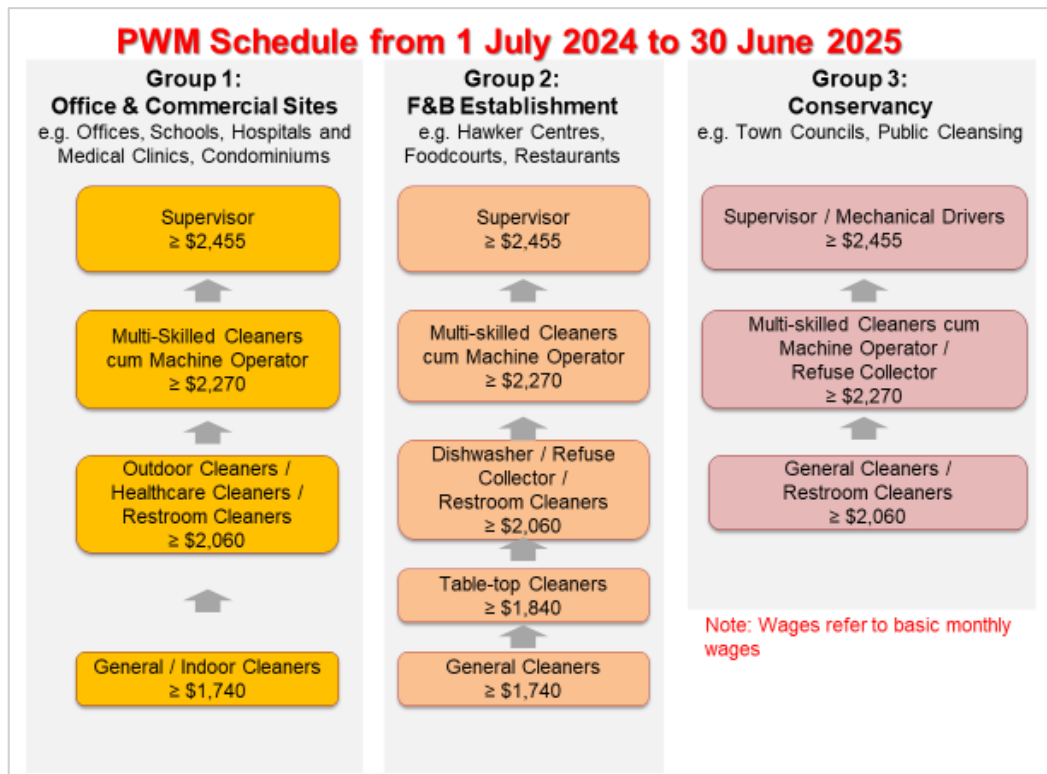 PWM Schedule from 1 July 2024 to 30 June 2025
Group 1:
Office & Commercial Sites
e.g. Offices, Schools, Hospitals and
Medical Clinics, Condominiums
Supervisor
≥ $2,455
Multi-Skilled Cleaners
cum Machine Operator
≥ $2,270
Outdoor Cleaners /
Healthcare Cleaners /
Restroom Cleaners
≥ $2,060
General / Indoor Cleaners
≥ $1,740
Group 2:
F&B Establishment
e.g. Hawker Centres,
Foodcourts, Restaurants
Supervisor
≥ $2,455
Multi-skilled Cleaners
cum Machine Operator
≥ $2,270
Dishwasher / Refuse
Collector /
Restroom Cleaners
≥ $2,060
Table-top Cleaners
≥ $1,840
General Cleaners
≥ $1,740
Group 3:
Conservancy
e.g. Town Councils, Public Cleansing
Supervisor / Mechanical Drivers
≥ $2,455
Multi-skilled Cleaners cum
Machine Operator /
Refuse Collector
≥ $2,270
General Cleaners /
Restroom Cleaners
≥ $2,060
Note: Wages refer to basic monthly
wages